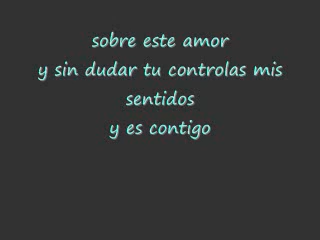 sobre este amor
y sin dudar tu controlas mis
sentidos
y es contigo